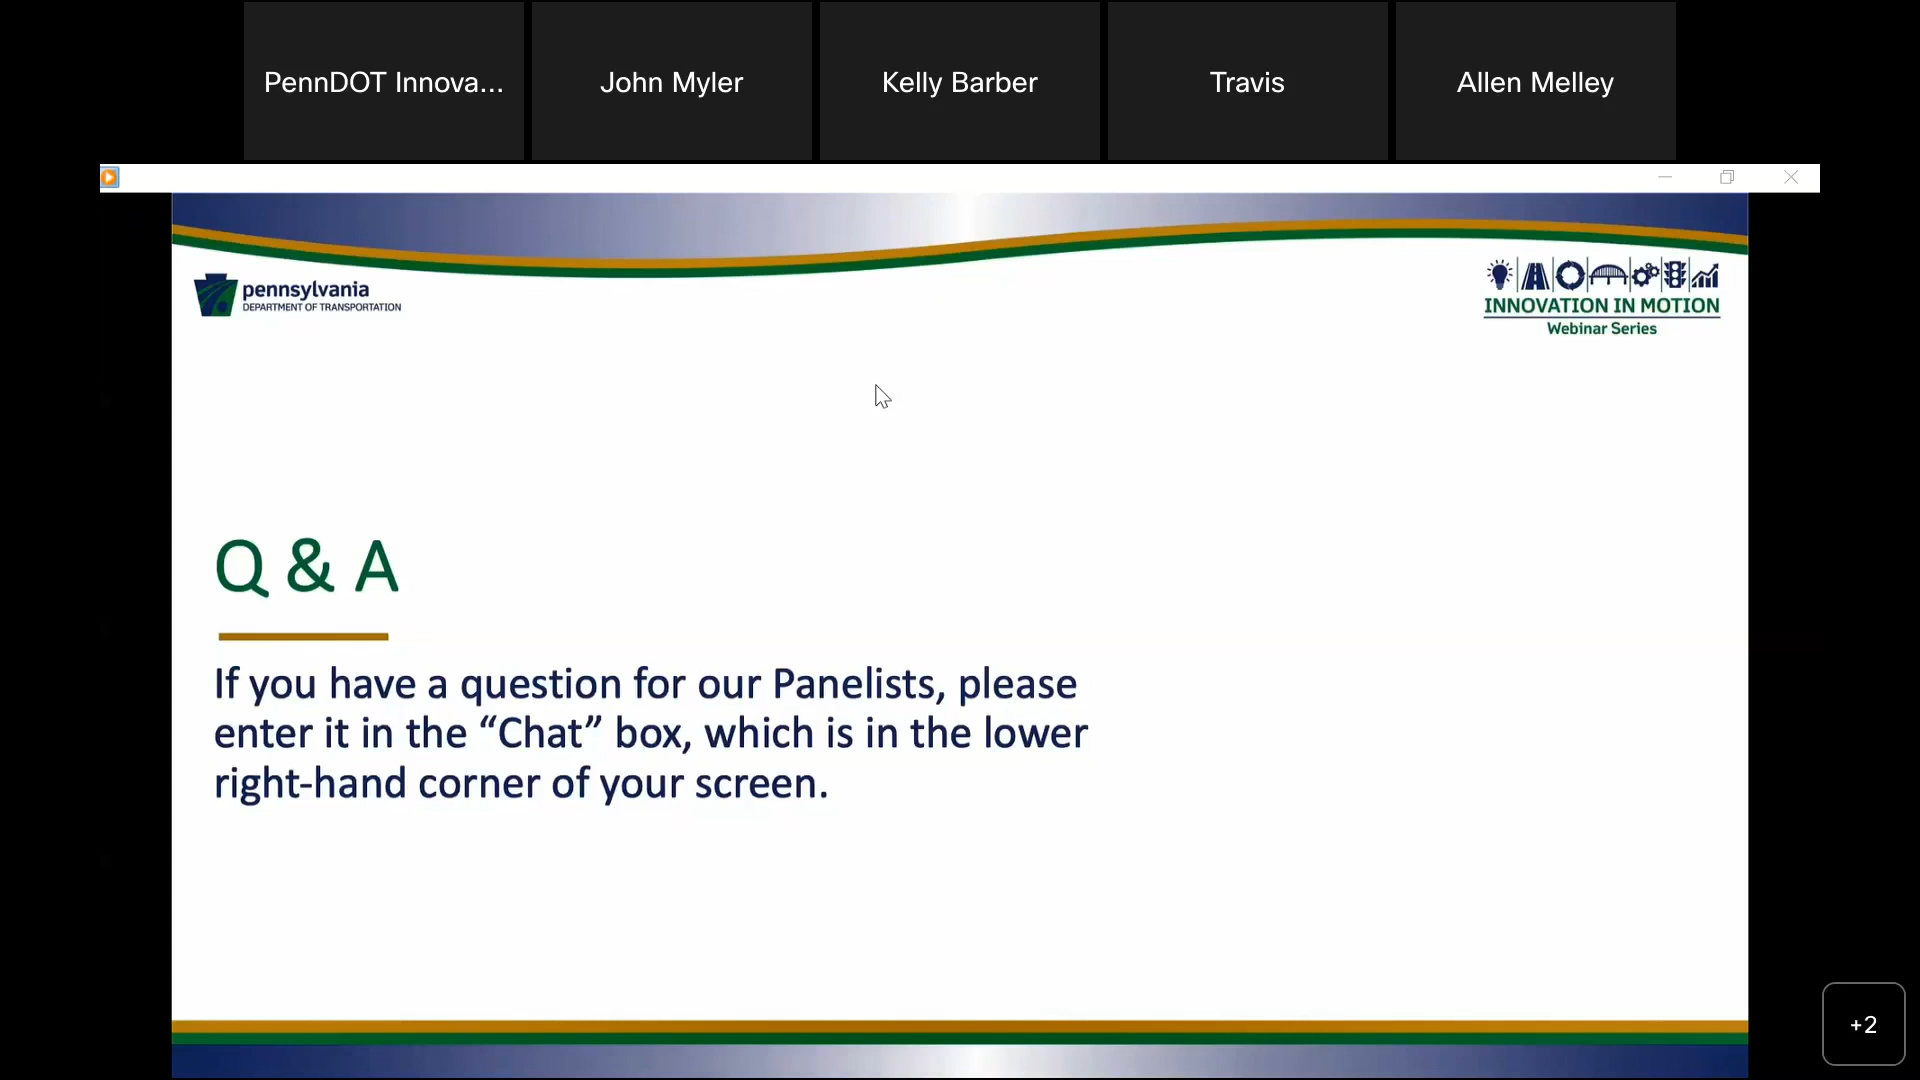 PennDOT Innova...
John Myler
Kelly Barber
Travis
Allen Melley
pennsylvania
DEPARTMENT OF TRANSPORTATION
INNOVATION IN MOTION
Webinar Series
Q & A
If you have a question for our Panelists, please
enter it in the “Chat” box, which is in the lower
right-hand corner of your screen.
+2